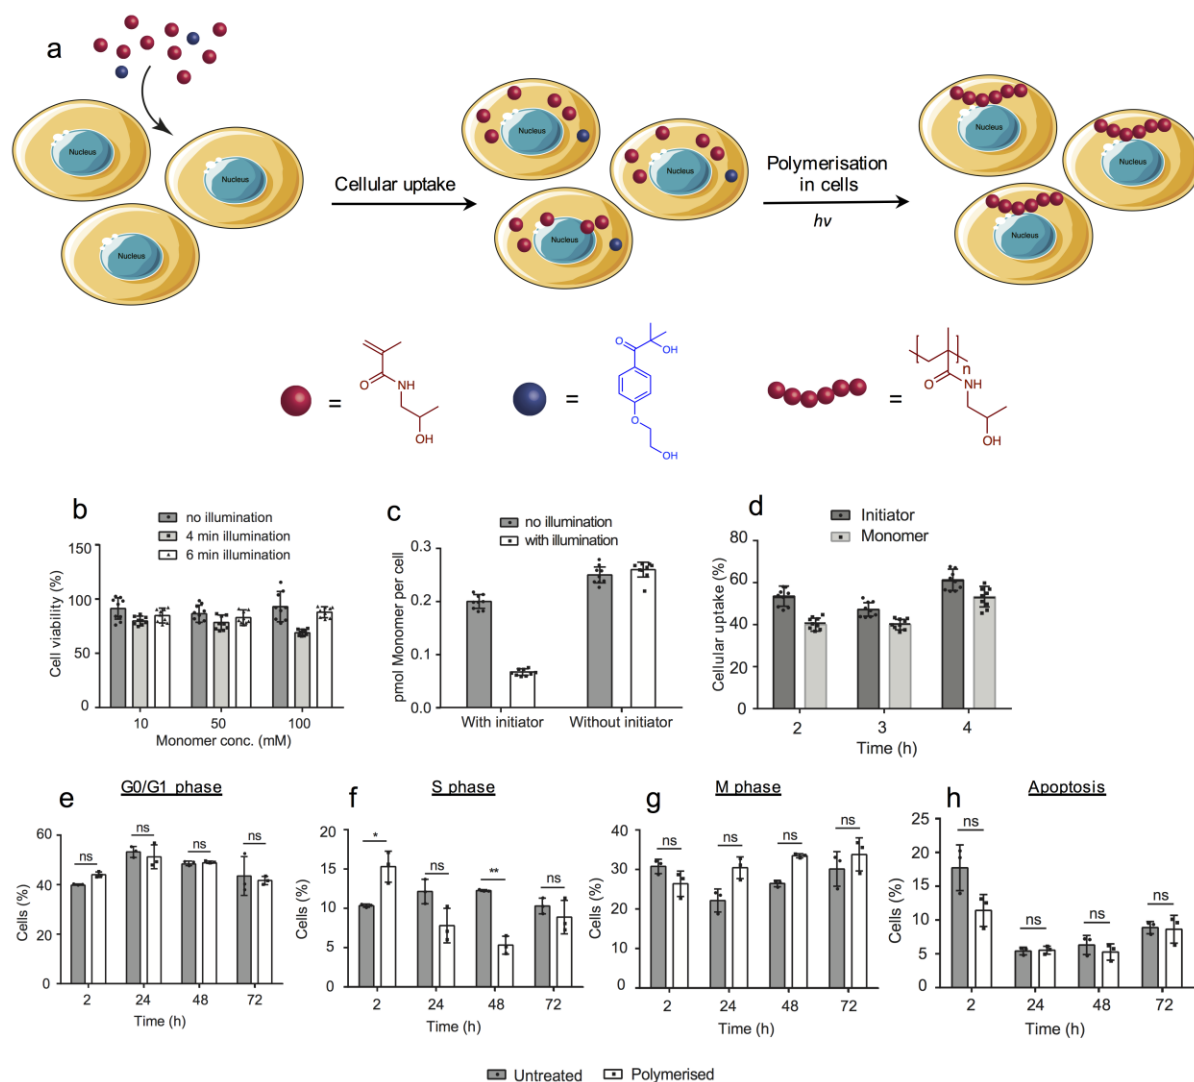 a
Nucleus
Nucleus
Nucleus
Cellular uptake
Nucleus
Nucleus
Nucleus
Polymerisation
in cells
hv
Nucleus
Nucleus
Nucleus
=
O
NH
OH
=
O
OH
O
OH
=
n
O
NH
OH
b
no illumination
4 min illumination
6 min illumination
Cell viability (%)
150
100
50
0
10
50
100
Monomer conc. (mM)
c
no illumination
with illumination
pmol Monomer per cell
0.3
0.2
0.1
0.0
With initiator
Without initiator
d
Initiator
Monomer
Cellular uptake (%)
80
60
40
20
0
2
3
4
Time (h)
e
G0/G1 phase
Cells (%)
60
40
20
0
ns
ns
ns
ns
2
24
48
72
Time (h)
f
S phase
Cells (%)
20
15
10
5
0
*
ns
**
ns
2
24
48
72
Time (h)
g
M phase
Cells (%)
40
30
20
10
0
ns
ns
ns
ns
2
24
48
72
Time (h)
h
Apoptosis
Cells (%)
25
20
15
10
5
0
ns
ns
ns
ns
2
24
48
72
Time (h)
Untreated
Polymerised